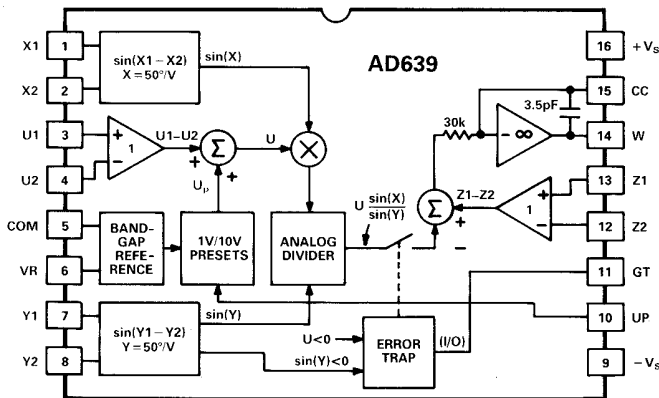 AD639
X1
1
X2
2
sin(X1−X2)
X = 50°/V
sin(X)
U1
3
U2
4
+
−
1
U1−U2
+
Σ
+
U
×
Uₚ
COM
5
VR
6
BAND-
GAP
REFE-
RENCE
1V/10V
PRESETS
ANALOG
DIVIDER
U sin(X)
sin(Y)
Y1
7
Y2
8
sin(Y1−Y2)
Y = 50°/V
sin(Y)
sin(Y)<0
U<0
ERROR
TRAP
(I/O)
30k
− ∞
3.5pF
Σ
+
−
Z1−Z2
1
+
−
16
+Vₛ
15
CC
14
W
13
Z1
12
Z2
11
GT
10
UP
9
−Vₛ